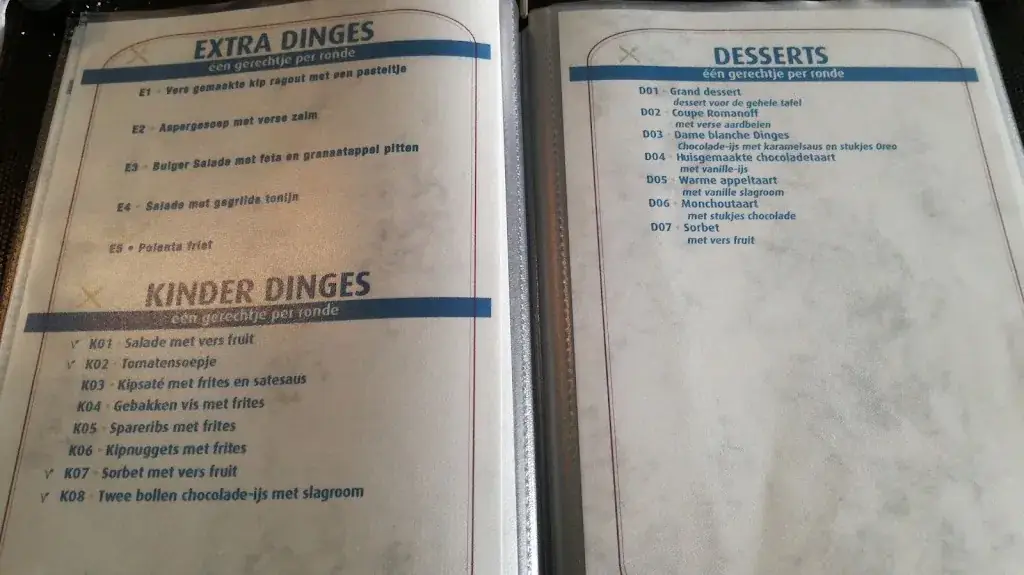 EXTRA DINGES
één gerechtje per ronde
E1 • Vers gemaakte kip ragout met een pasteitje
E2 • Aspergesoep met verse zalm
E3 • Bulger Salade met feta en granaatappel pitten
E4 • Salade met gegrilde tonijn
E5 • Polenta friet
KINDER DINGES
één gerechtje per ronde
v K01 • Salade met vers fruit
v K02 • Tomatensoepje
K03 • Kipsaté met frites en satesaus
K04 • Gebakken vis met frites
K05 • Spareribs met frites
K06 • Kipnuggets met frites
v K07 • Sorbet met vers fruit
v K08 • Twee bollen chocolade-ijs met slagroom
DESSERTS
één gerechtje per ronde
D01 • Grand dessert
dessert voor de gehele tafel
D02 • Coupe Romanoff
met verse aardbeien
D03 • Dame blanche Dinges
Chocolade-ijs met karamelsaus en stukjes Oreo
D04 • Huisgemaakte chocoladetaart
met vanille-ijs
D05 • Warme appeltaart
met vanille slagroom
D06 • Monchoutaart
met stukjes chocolade
D07 • Sorbet
met vers fruit